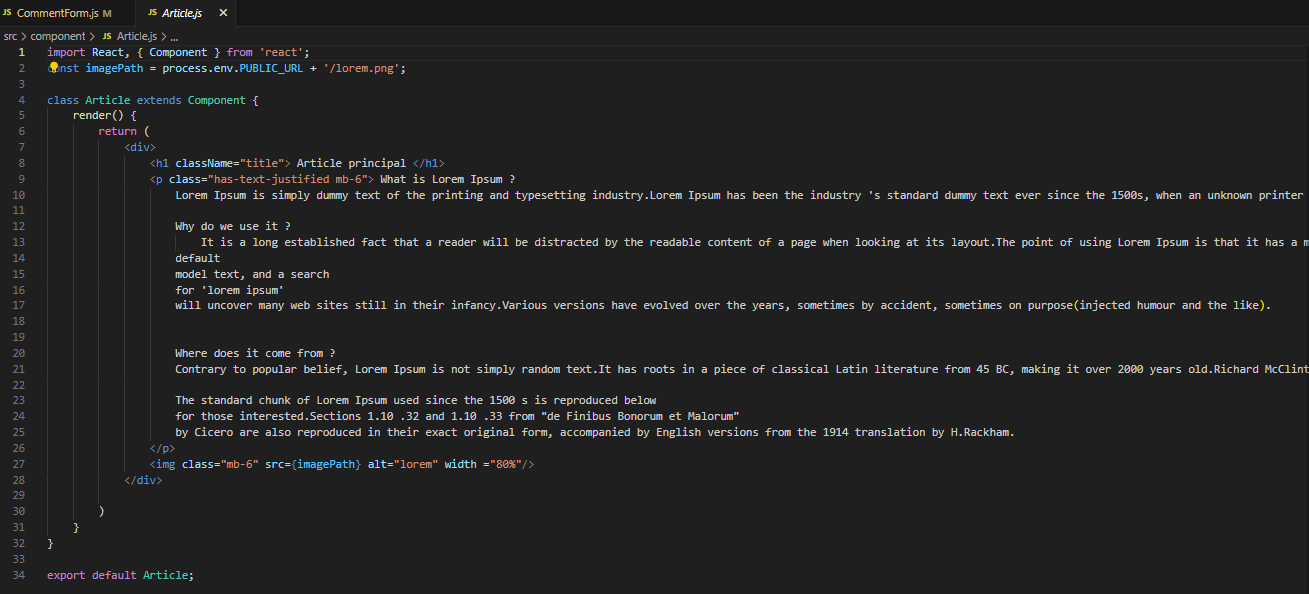 JS CommentForm.js M JS Article.js ✕
src > component > JS Article.js > ...
1 import React, { Component } from 'react';
2 const imagePath = process.env.PUBLIC_URL + '/lorem.png';
3
4 class Article extends Component {
5 render() {
6 return (
7 <div>
8 <h1 className="title"> Article principal </h1>
9 <p class="has-text-justified mb-6"> What is Lorem Ipsum ?
10 Lorem Ipsum is simply dummy text of the printing and typesetting industry.Lorem Ipsum has been the industry 's standard dummy text ever since the 1500s, when an unknown printer
11
12 Why do we use it ?
13 It is a long established fact that a reader will be distracted by the readable content of a page when looking at its layout.The point of using Lorem Ipsum is that it has a m
14 default
15 model text, and a search
16 for 'lorem ipsum'
17 will uncover many web sites still in their infancy.Various versions have evolved over the years, sometimes by accident, sometimes on purpose(injected humour and the like).
18
19
20 Where does it come from ?
21 Contrary to popular belief, Lorem Ipsum is not simply random text.It has roots in a piece of classical Latin literature from 45 BC, making it over 2000 years old.Richard McClint
22
23 The standard chunk of Lorem Ipsum used since the 1500 s is reproduced below
24 for those interested.Sections 1.10 .32 and 1.10 .33 from "de Finibus Bonorum et Malorum"
25 by Cicero are also reproduced in their exact original form, accompanied by English versions from the 1914 translation by H.Rackham.
26 </p>
27 <img class="mb-6" src={imagePath} alt="lorem" width ="80%"/>
28 </div>
29
30 )
31 }
32 }
33
34 export default Article;